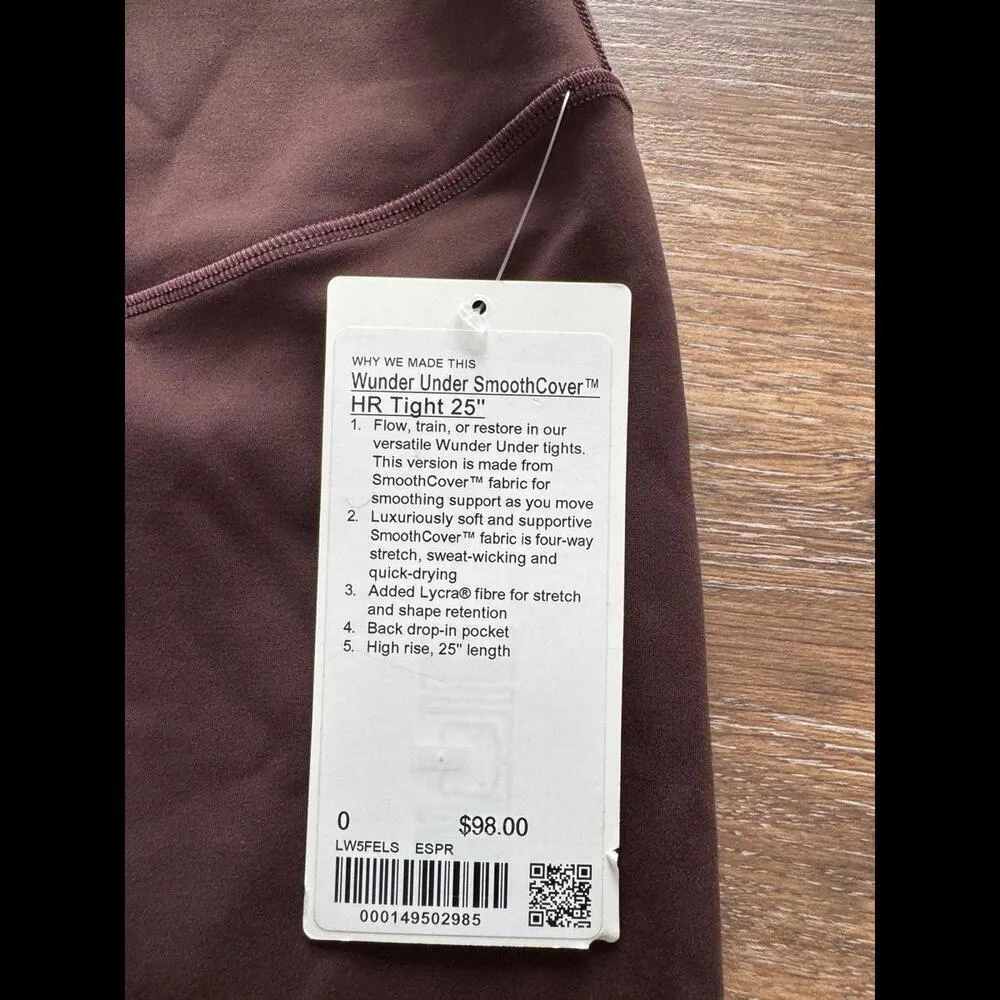 WHY WE MADE THIS
Wunder Under SmoothCover™
HR Tight 25"
1. Flow, train, or restore in our
versatile Wunder Under tights.
This version is made from
SmoothCover™ fabric for
smoothing support as you move
2. Luxuriously soft and supportive
SmoothCover™ fabric is four-way
stretch, sweat-wicking and
quick-drying
3. Added Lycra® fibre for stretch
and shape retention
4. Back drop-in pocket
5. High rise, 25" length
0 $98.00
LW5FELS ESPR
000149502985